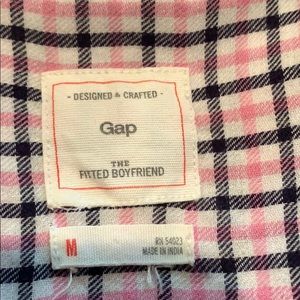 - DESIGNED & CRAFTED -
Gap
THE
FITTED BOYFRIEND
M
RN 54023
MADE IN INDIA